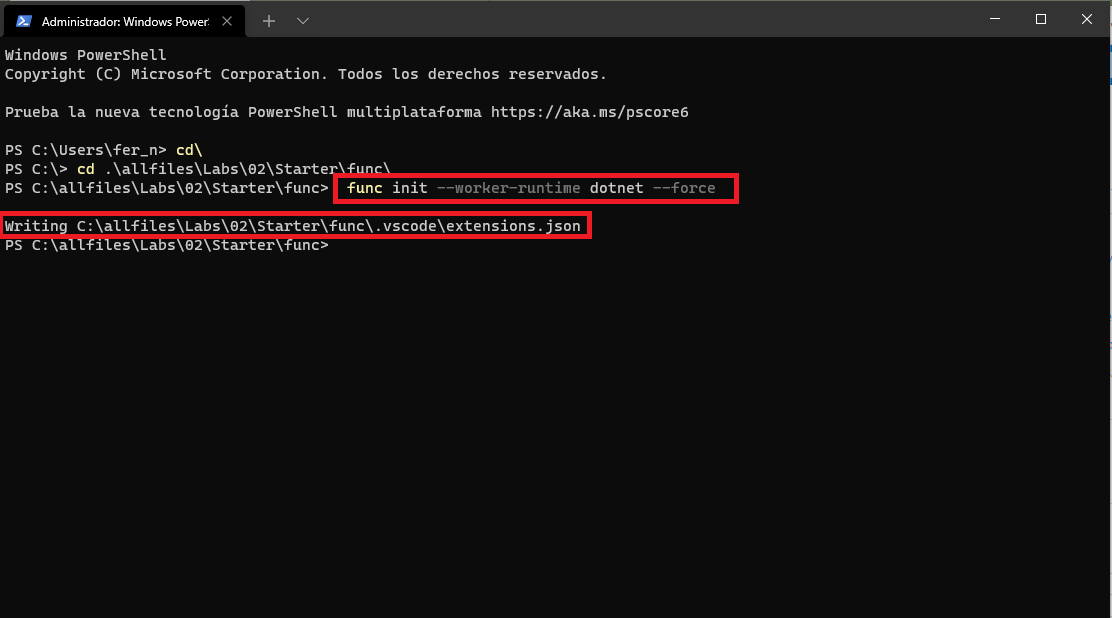 Administrador: Windows PowerS
Windows PowerShell
Copyright (C) Microsoft Corporation. Todos los derechos reservados.
Prueba la nueva tecnología PowerShell multiplataforma https://aka.ms/pscore6
PS C:\Users\fer_n> cd\
PS C:\> cd .\allfiles\Labs\02\Starter\func\
PS C:\allfiles\Labs\02\Starter\func> func init --worker-runtime dotnet --force
Writing C:\allfiles\Labs\02\Starter\func\.vscode\extensions.json
PS C:\allfiles\Labs\02\Starter\func>